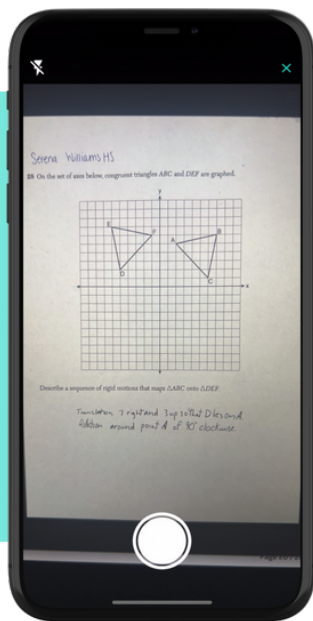 Serena Williams HS
28 On the set of axes below, congruent triangles ABC and DEF are graphed.
y
E
F
A
B
D
C
x
Describe a sequence of rigid motions that maps △ABC onto △DEF.
Translation 7 right and 3 up so that D lies on A
around point A of 90° clockwise.